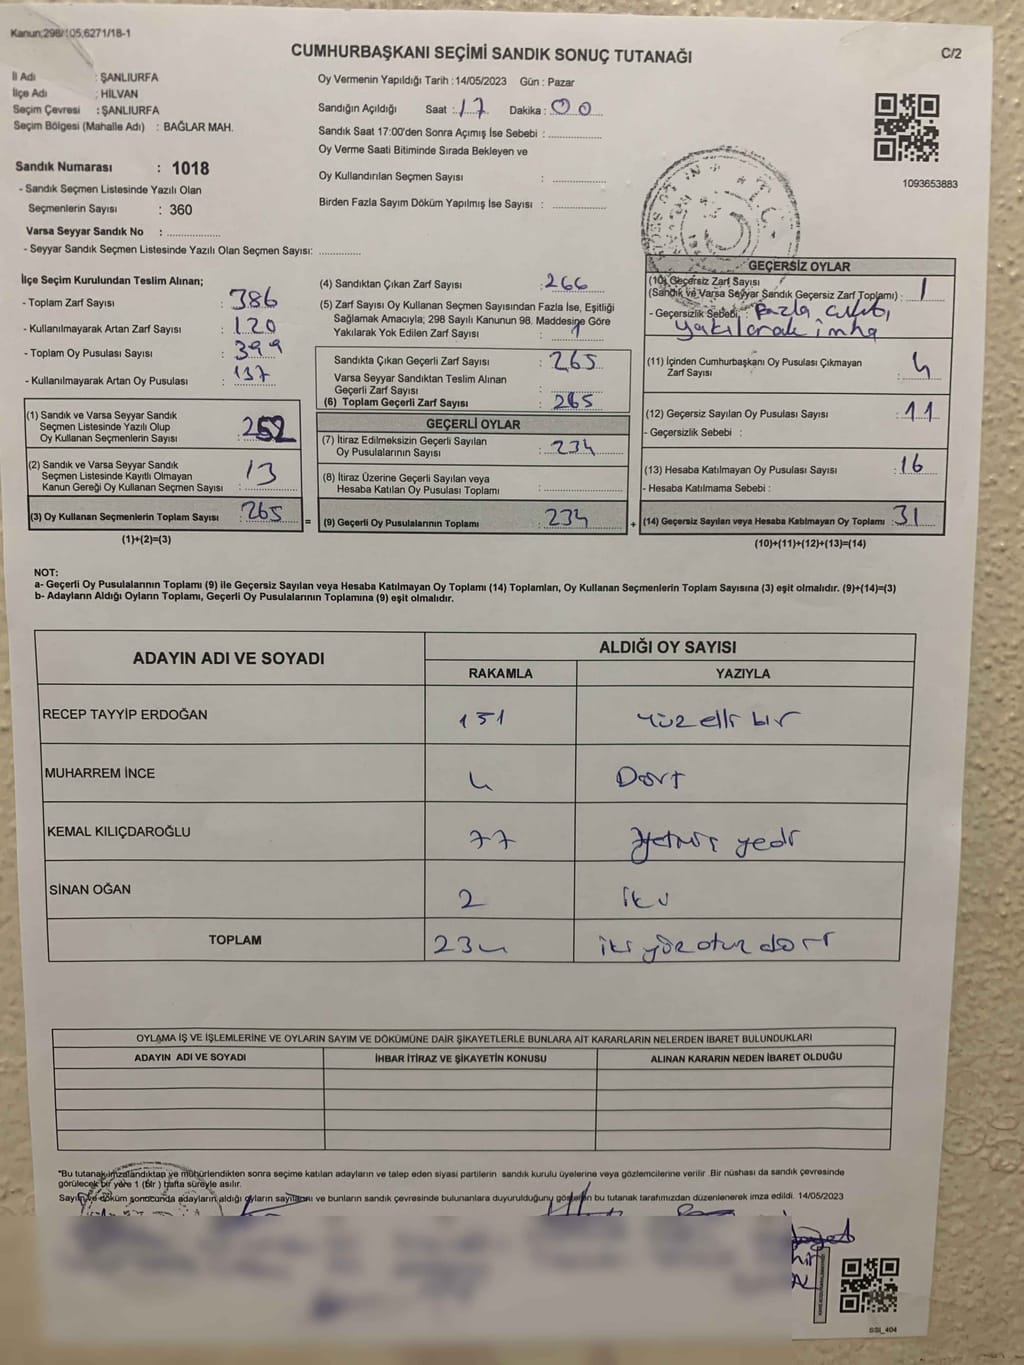 Kanun;298/105;6271/18-1
CUMHURBAŞKANI SEÇİMİ SANDIK SONUÇ TUTANAĞI
C/2
İl Adı : ŞANLIURFA
İlçe Adı : HİLVAN
Seçim Çevresi : ŞANLIURFA
Seçim Bölgesi (Mahalle Adı) : BAĞLAR MAH.
Sandık Numarası : 1018
- Sandık Seçmen Listesinde Yazılı Olan
Seçmenlerin Sayısı : 360
Varsa Seyyar Sandık No :
- Seyyar Sandık Seçmen Listesinde Yazılı Olan Seçmen Sayısı:
Oy Vermenin Yapıldığı Tarih :14/05/2023 Gün : Pazar
Sandığın Açıldığı Saat : 17 Dakika : 00
Sandık Saat 17:00'den Sonra Açımış İse Sebebi :
Oy Verme Saati Bitiminde Sırada Bekleyen ve
Oy Kullandırılan Seçmen Sayısı :
Birden Fazla Sayım Döküm Yapılmış İse Sayısı :
1093653883
T.C.
İlçe Seçim Kurulundan Teslim Alınan;
- Toplam Zarf Sayısı : 386
- Kullanılmayarak Artan Zarf Sayısı : 120
- Toplam Oy Pusulası Sayısı : 399
- Kullanılmayarak Artan Oy Pusulası : 137
(1) Sandık ve Varsa Seyyar Sandık
Seçmen Listesinde Yazılı Olup
Oy Kullanan Seçmenlerin Sayısı : 252
(2) Sandık ve Varsa Seyyar Sandık
Seçmen Listesinde Kayıtlı Olmayan
Kanun Gereği Oy Kullanan Seçmen Sayısı : 13
(3) Oy Kullanan Seçmenlerin Toplam Sayısı : 265
(1)+(2)=(3)
(4) Sandıktan Çıkan Zarf Sayısı : 266
(5) Zarf Sayısı Oy Kullanan Seçmen Sayısından Fazla İse, Eşitliği
Sağlamak Amacıyla; 298 Sayılı Kanunun 98. Maddesine Göre
Yakılarak Yok Edilen Zarf Sayısı : 1
Sandıkta Çıkan Geçerli Zarf Sayısı : 265
Varsa Seyyar Sandıktan Teslim Alınan
Geçerli Zarf Sayısı :
(6) Toplam Geçerli Zarf Sayısı : 265
=
GEÇERLİ OYLAR
(7) İtiraz Edilmeksizin Geçerli Sayılan
Oy Pusulalarının Sayısı : 234
(8) İtiraz Üzerine Geçerli Sayılan veya
Hesaba Katılan Oy Pusulası Toplamı :
(9) Geçerli Oy Pusulalarının Toplamı : 234
+
GEÇERSİZ OYLAR
(10) Geçersiz Zarf Sayısı
(Sandık ve Varsa Seyyar Sandık Geçersiz Zarf Toplamı) : 1
- Geçersizlik Sebebi : Fazla çıktı,
yakılarak imha
(11) İçinden Cumhurbaşkanı Oy Pusulası Çıkmayan
Zarf Sayısı : 4
(12) Geçersiz Sayılan Oy Pusulası Sayısı : 11
- Geçersizlik Sebebi :
(13) Hesaba Katılmayan Oy Pusulası Sayısı : 16
- Hesaba Katılmama Sebebi :
(14) Geçersiz Sayılan veya Hesaba Katılmayan Oy Toplamı : 31
(10)+(11)+(12)+(13)=(14)
NOT:
a- Geçerli Oy Pusulalarının Toplamı (9) ile Geçersiz Sayılan veya Hesaba Katılmayan Oy Toplamı (14) Toplamları, Oy Kullanan Seçmenlerin Toplam Sayısına (3) eşit olmalıdır. (9)+(14)=(3)
b- Adayların Aldığı Oyların Toplamı, Geçerli Oy Pusulalarının Toplamına (9) eşit olmalıdır.
ADAYIN ADI VE SOYADI
ALDIĞI OY SAYISI
RAKAMLA YAZIYLA
RECEP TAYYİP ERDOĞAN 151 Yüz elli bir
MUHARREM İNCE 4 Dört
KEMAL KILIÇDAROĞLU 77 Yetmiş yedi
SİNAN OĞAN 2 iki
TOPLAM 234 iki yüz otuz dört
OYLAMA İŞ VE İŞLEMLERİNE VE OYLARIN SAYIM VE DÖKÜMÜNE DAİR ŞİKAYETLERLE BUNLARA AİT KARARLARIN NELERDEN İBARET BULUNDUKLARI
ADAYIN ADI VE SOYADI İHBAR İTİRAZ VE ŞİKAYETİN KONUSU ALINAN KARARIN NEDEN İBARET OLDUĞU
*Bu tutanak imzalandıktan ve mühürlendikten sonra seçime katılan adayların ve talep eden siyasi partilerin sandık kurulu üyelerine veya gözlemcilerine verilir .Bir nüshası da sandık çevresinde
görülecek bir yere 1 (Bir ) hafta süreyle asılır.
Sayım ve döküm sonucunda adayların aldığı oyların sayılarını ve bunların sandık çevresinde bulunanlara duyurulduğunu gösteren bu tutanak tarafımızdan düzenlenerek imza edildi. 14/05/2023
SSI_404